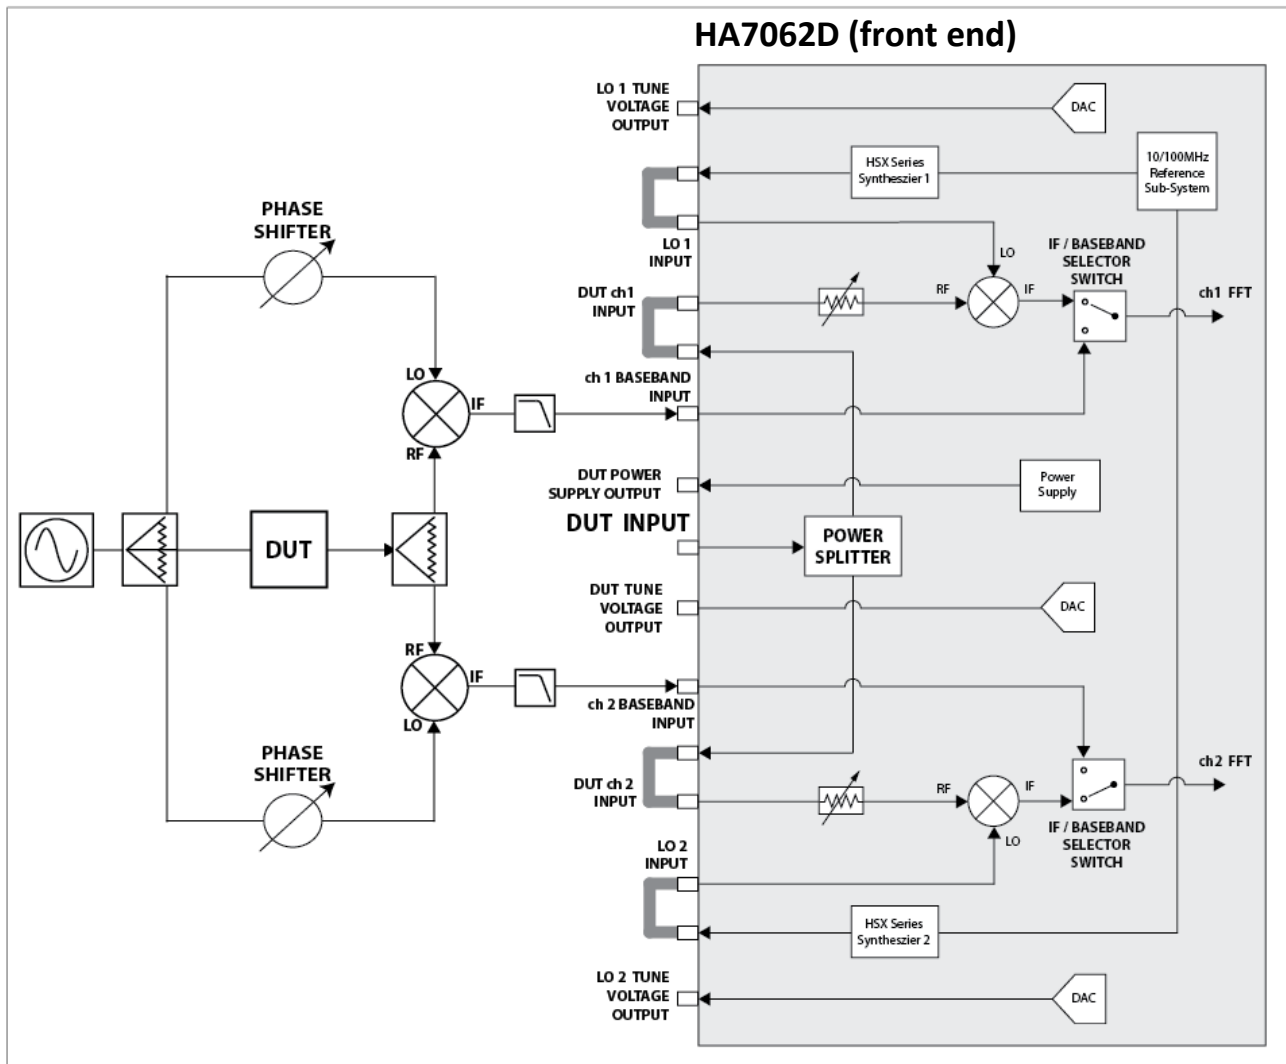 HA7062D (front end)
LO 1 TUNE
VOLTAGE
OUTPUT
DAC
HSX Series
Syntheszier 1
10/100MHz
Reference
Sub-System
PHASE
SHIFTER
LO 1
INPUT
LO
IF / BASEBAND
SELECTOR
SWITCH
DUT ch1
INPUT
RF
IF
ch1 FFT
LO
ch 1 BASEBAND
INPUT
IF
RF
DUT POWER
SUPPLY OUTPUT
Power
Supply
DUT INPUT
POWER
SPLITTER
DUT
DUT TUNE
VOLTAGE
OUTPUT
DAC
RF
IF
LO
ch 2 BASEBAND
INPUT
PHASE
SHIFTER
DUT ch 2
INPUT
RF
IF
LO
ch2 FFT
IF / BASEBAND
SELECTOR
SWITCH
LO 2
INPUT
HSX Series
Syntheszier 2
LO 2 TUNE
VOLTAGE
OUTPUT
DAC